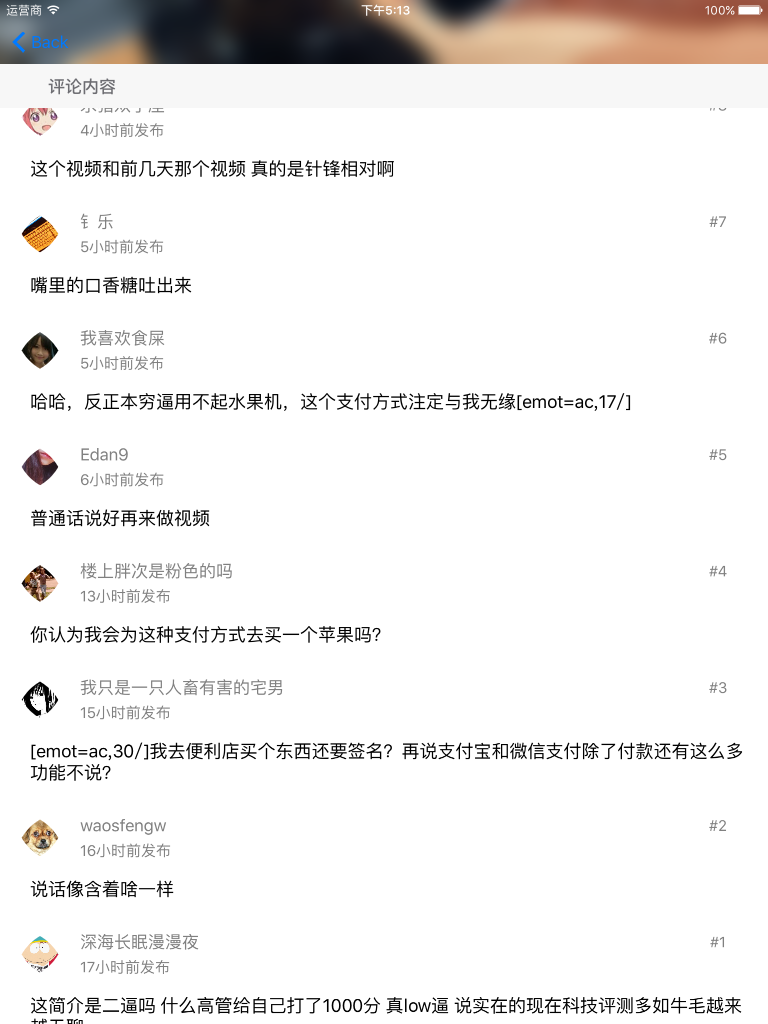 运营商 下午5:13 100%
Back
评论内容
4小时前发布
这个视频和前几天那个视频 真的是针锋相对啊
钅乐 #7
5小时前发布
嘴里的口香糖吐出来
我喜欢食屎 #6
5小时前发布
哈哈，反正本穷逼用不起水果机，这个支付方式注定与我无缘[emot=ac,17/]
Edan9 #5
6小时前发布
普通话说好再来做视频
楼上胖次是粉色的吗 #4
13小时前发布
你认为我会为这种支付方式去买一个苹果吗？
我只是一只人畜有害的宅男 #3
15小时前发布
[emot=ac,30/]我去便利店买个东西还要签名？再说支付宝和微信支付除了付款还有这么多
功能不说？
waosfengw #2
16小时前发布
说话像含着啥一样
深海长眠漫漫夜 #1
17小时前发布
这简介是二逼吗 什么高管给自己打了1000分 真low逼 说实在的现在科技评测多如牛毛越来